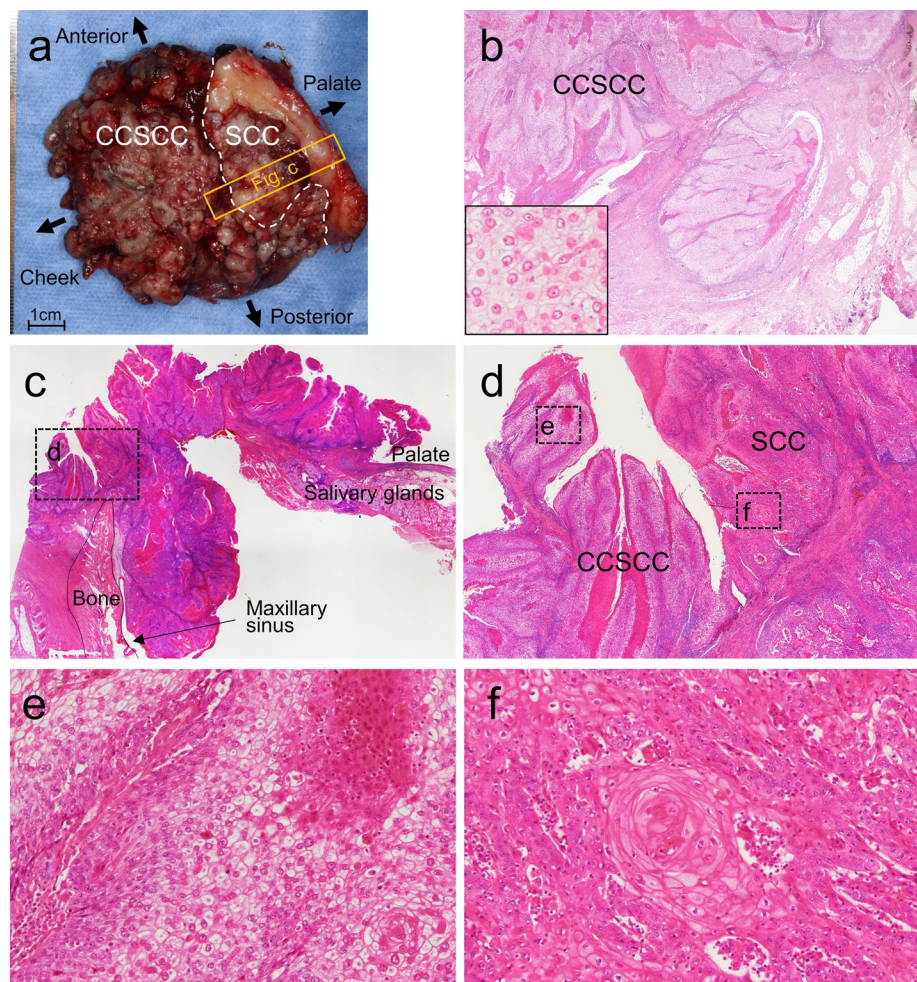 a
Anterior
Palate
CCSCC
SCC
Fig. c
Cheek
Posterior
1cm
b
CCSCC
c
d
Palate
Salivary glands
Bone
Maxillary
sinus
d
e
SCC
f
CCSCC
e
f